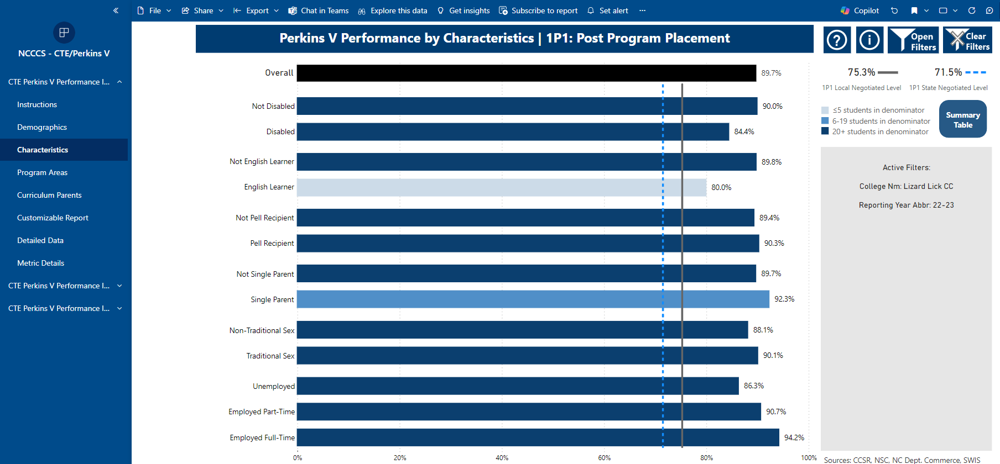 File
Share
Export
Chat in Teams
Explore this data
Get insights
Subscribe to report
Set alert
Copilot
NCCCS - CTE/Perkins V
CTE Perkins V Performance I...
Instructions
Demographics
Characteristics
Program Areas
Curriculum Parents
Customizable Report
Detailed Data
Metric Details
CTE Perkins V Performance I...
CTE Perkins V Performance I...
Perkins V Performance by Characteristics | 1P1: Post Program Placement
Open
Filters
Clear
Filters
Overall 89.7%
Not Disabled 90.0%
Disabled 84.4%
Not English Learner 89.8%
English Learner 80.0%
Not Pell Recipient 89.4%
Pell Recipient 90.3%
Not Single Parent 89.7%
Single Parent 92.3%
Non-Traditional Sex 88.1%
Traditional Sex 90.1%
Unemployed 86.3%
Employed Part-Time 90.7%
Employed Full-Time 94.2%
0% 20% 40% 60% 80% 100%
75.3% 71.5%
1P1 Local Negotiated Level 1P1 State Negotiated Level
≤5 students in denominator
6-19 students in denominator
20+ students in denominator
Summary
Table
Active Filters:
College Nm: Lizard Lick CC
Reporting Year Abbr: 22-23
Sources: CCSR, NSC, NC Dept. Commerce, SWIS